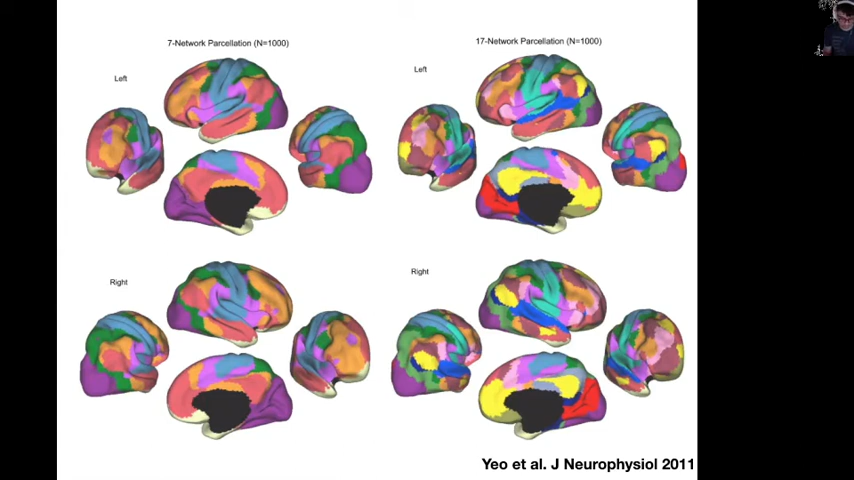 7-Network Parcellation (N=1000)
17-Network Parcellation (N=1000)
Left
Left
Right
Right
Yeo et al. J Neurophysiol 2011